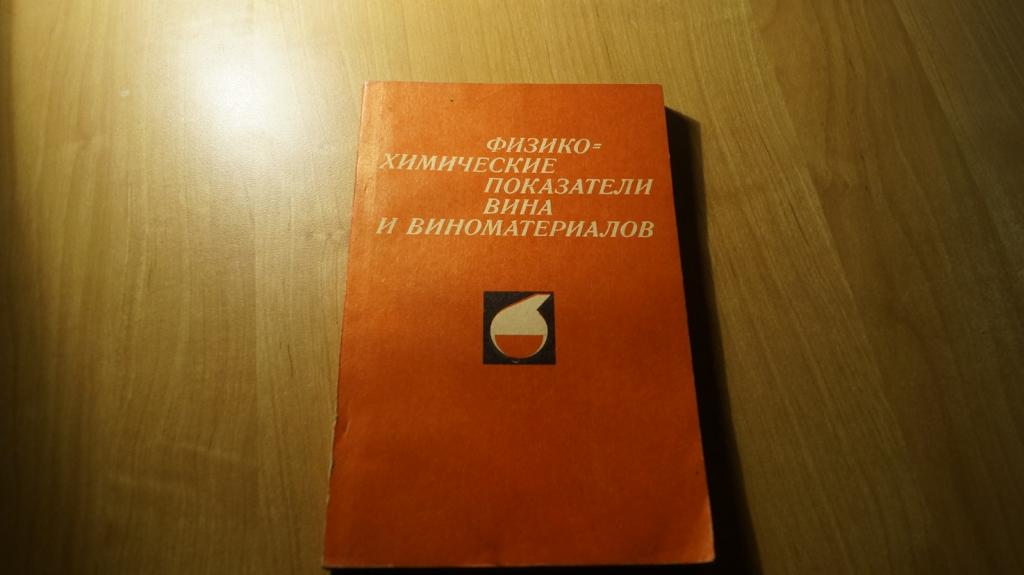 ФИЗИКО=
ХИМИЧЕСКИЕ
ПОКАЗАТЕЛИ
ВИНА
И ВИНОМАТЕРИАЛОВ